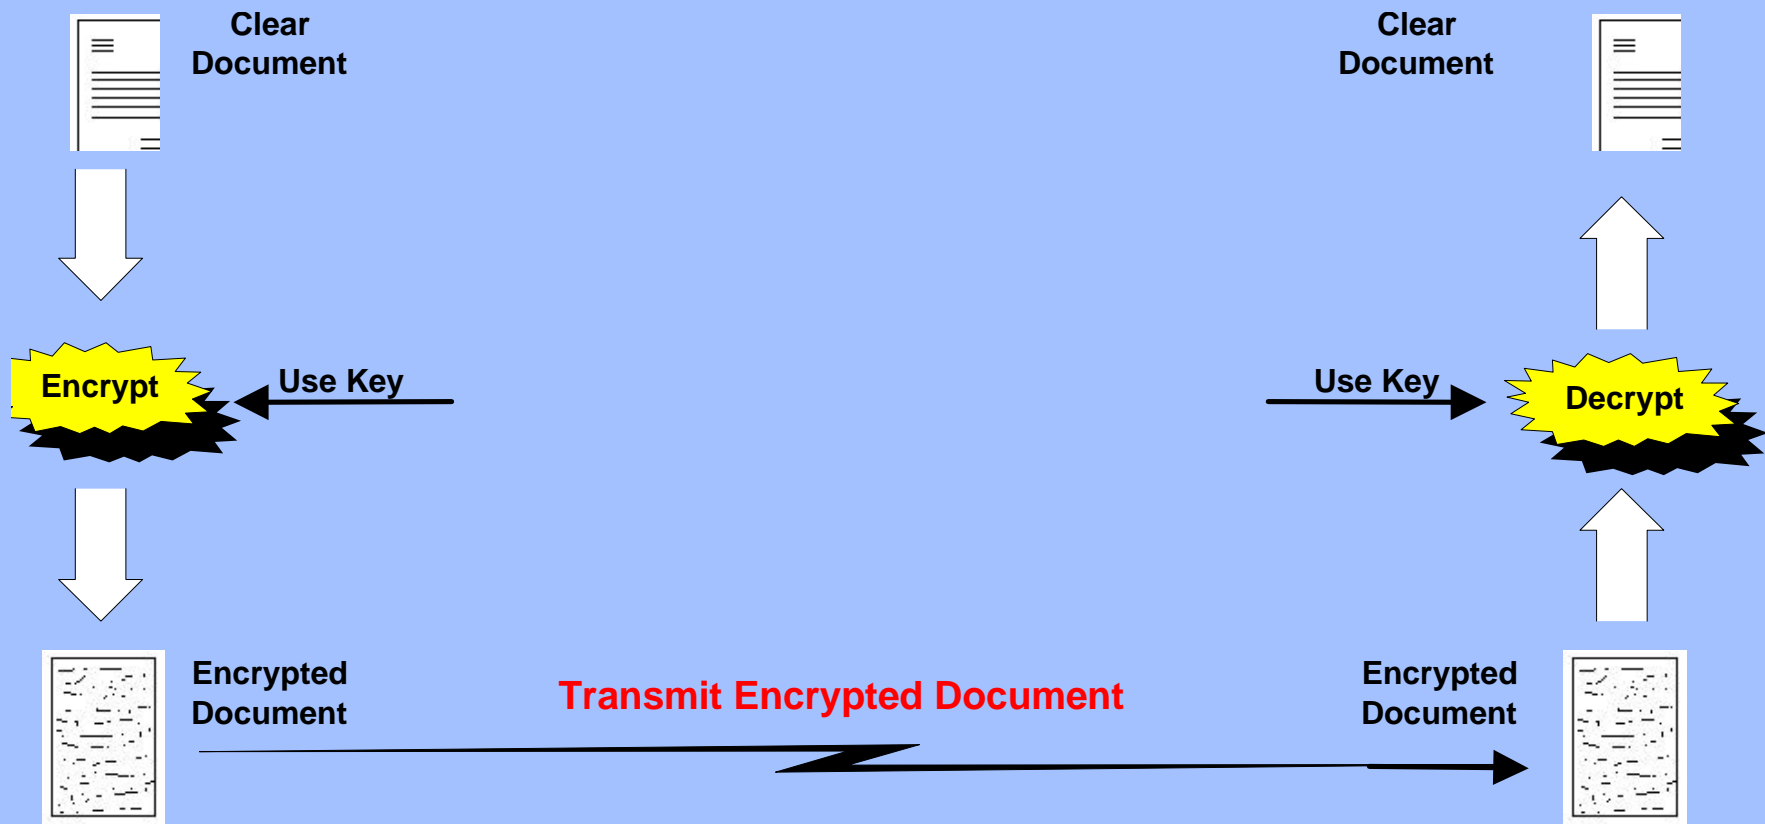 Clear
Document
Clear
Document
Encrypt
Use Key
Use Key
Decrypt
Encrypted
Document
Transmit Encrypted Document
Encrypted
Document